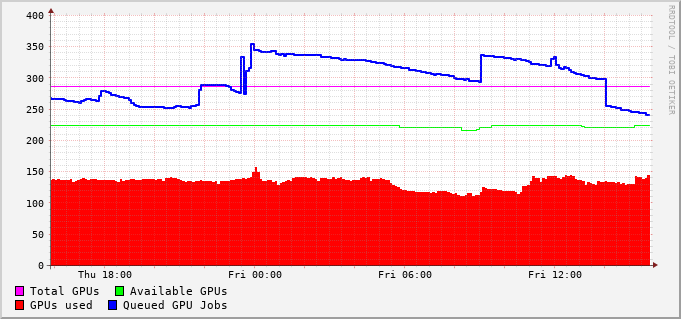 400
350
300
250
200
150
100
50
0
Thu 18:00 Fri 00:00 Fri 06:00 Fri 12:00
Total GPUs Available GPUs
GPUs used Queued GPU Jobs
RRDTOOL / TOBI OETIKER